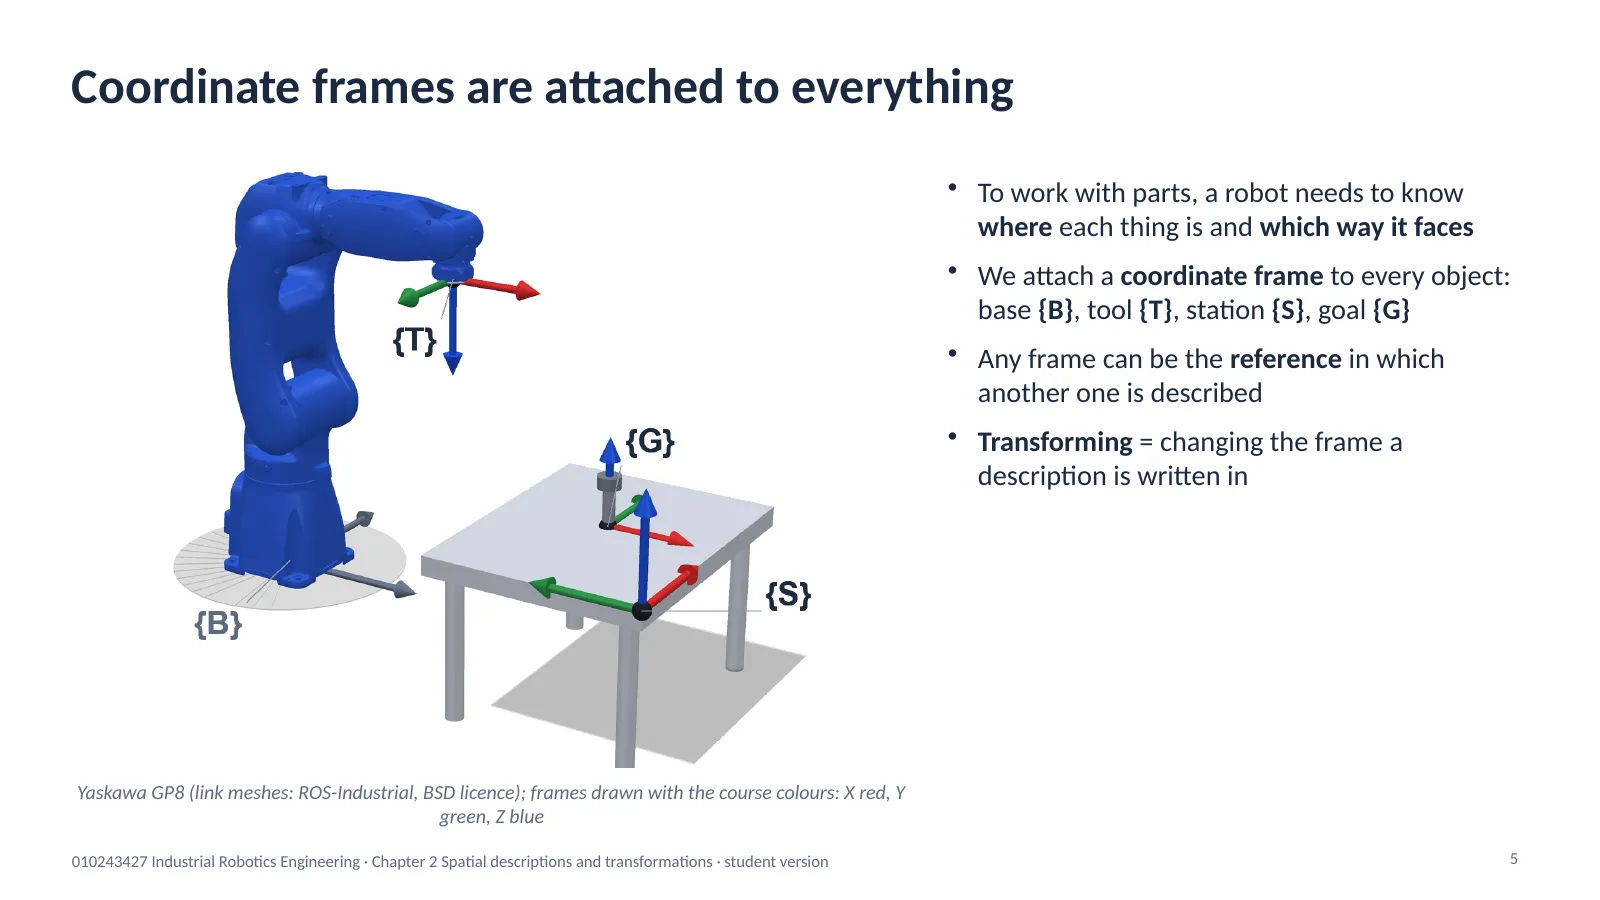 Coordinate frames are attached to everything
{T}
{G}
{S}
{B}
• To work with parts, a robot needs to know
where each thing is and which way it faces
• We attach a coordinate frame to every object:
base {B}, tool {T}, station {S}, goal {G}
• Any frame can be the reference in which
another one is described
• Transforming = changing the frame a
description is written in
Yaskawa GP8 (link meshes: ROS-Industrial, BSD licence); frames drawn with the course colours: X red, Y
green, Z blue
010243427 Industrial Robotics Engineering · Chapter 2 Spatial descriptions and transformations · student version
5